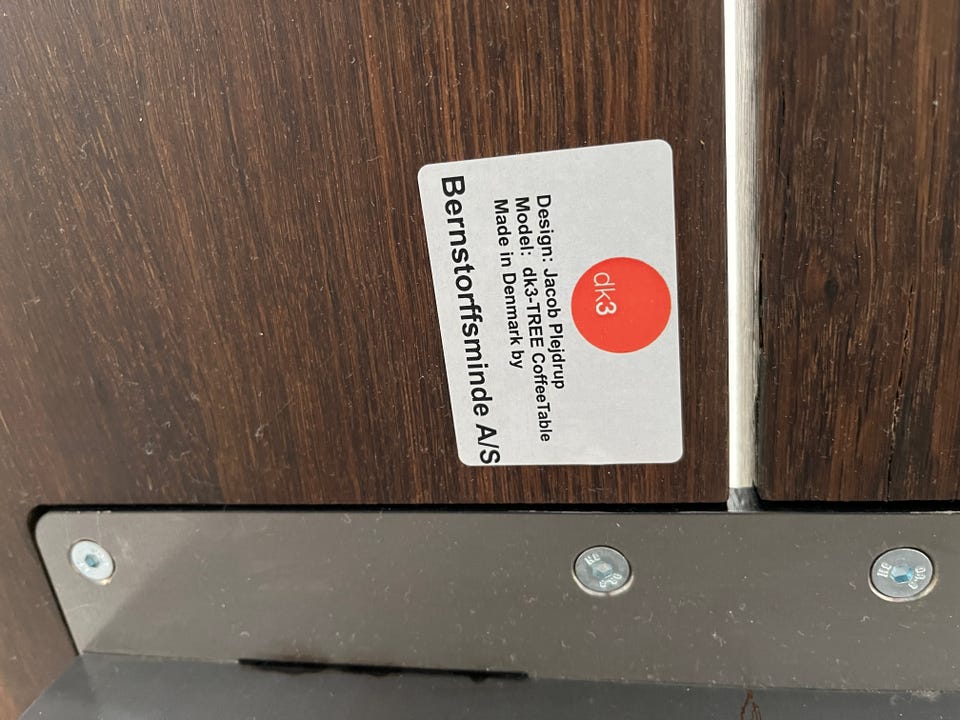 dk3
Design: Jacob Plejdrup
Model: dk3-TREE CoffeeTable
Made in Denmark by
Bernstorffsminde A/S